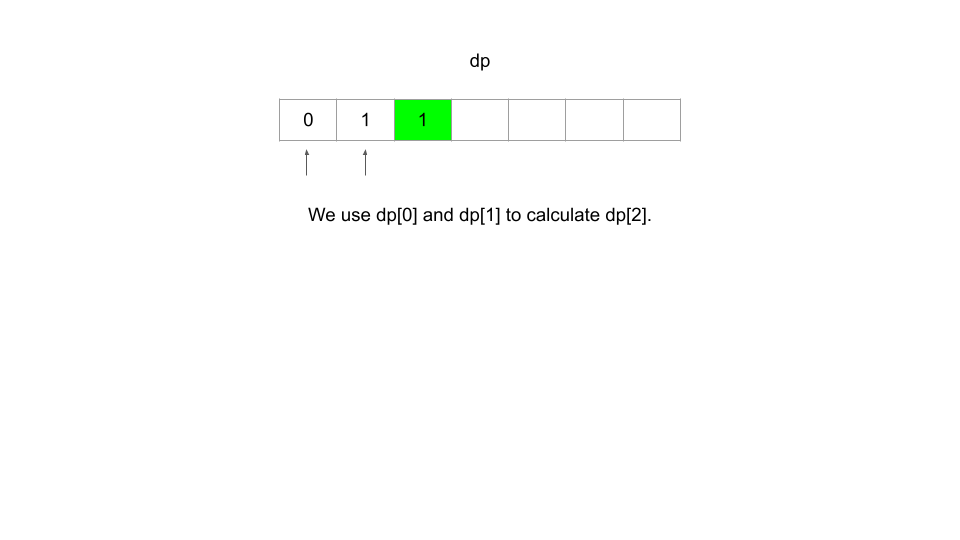 dp
0 1 1
We use dp[0] and dp[1] to calculate dp[2].